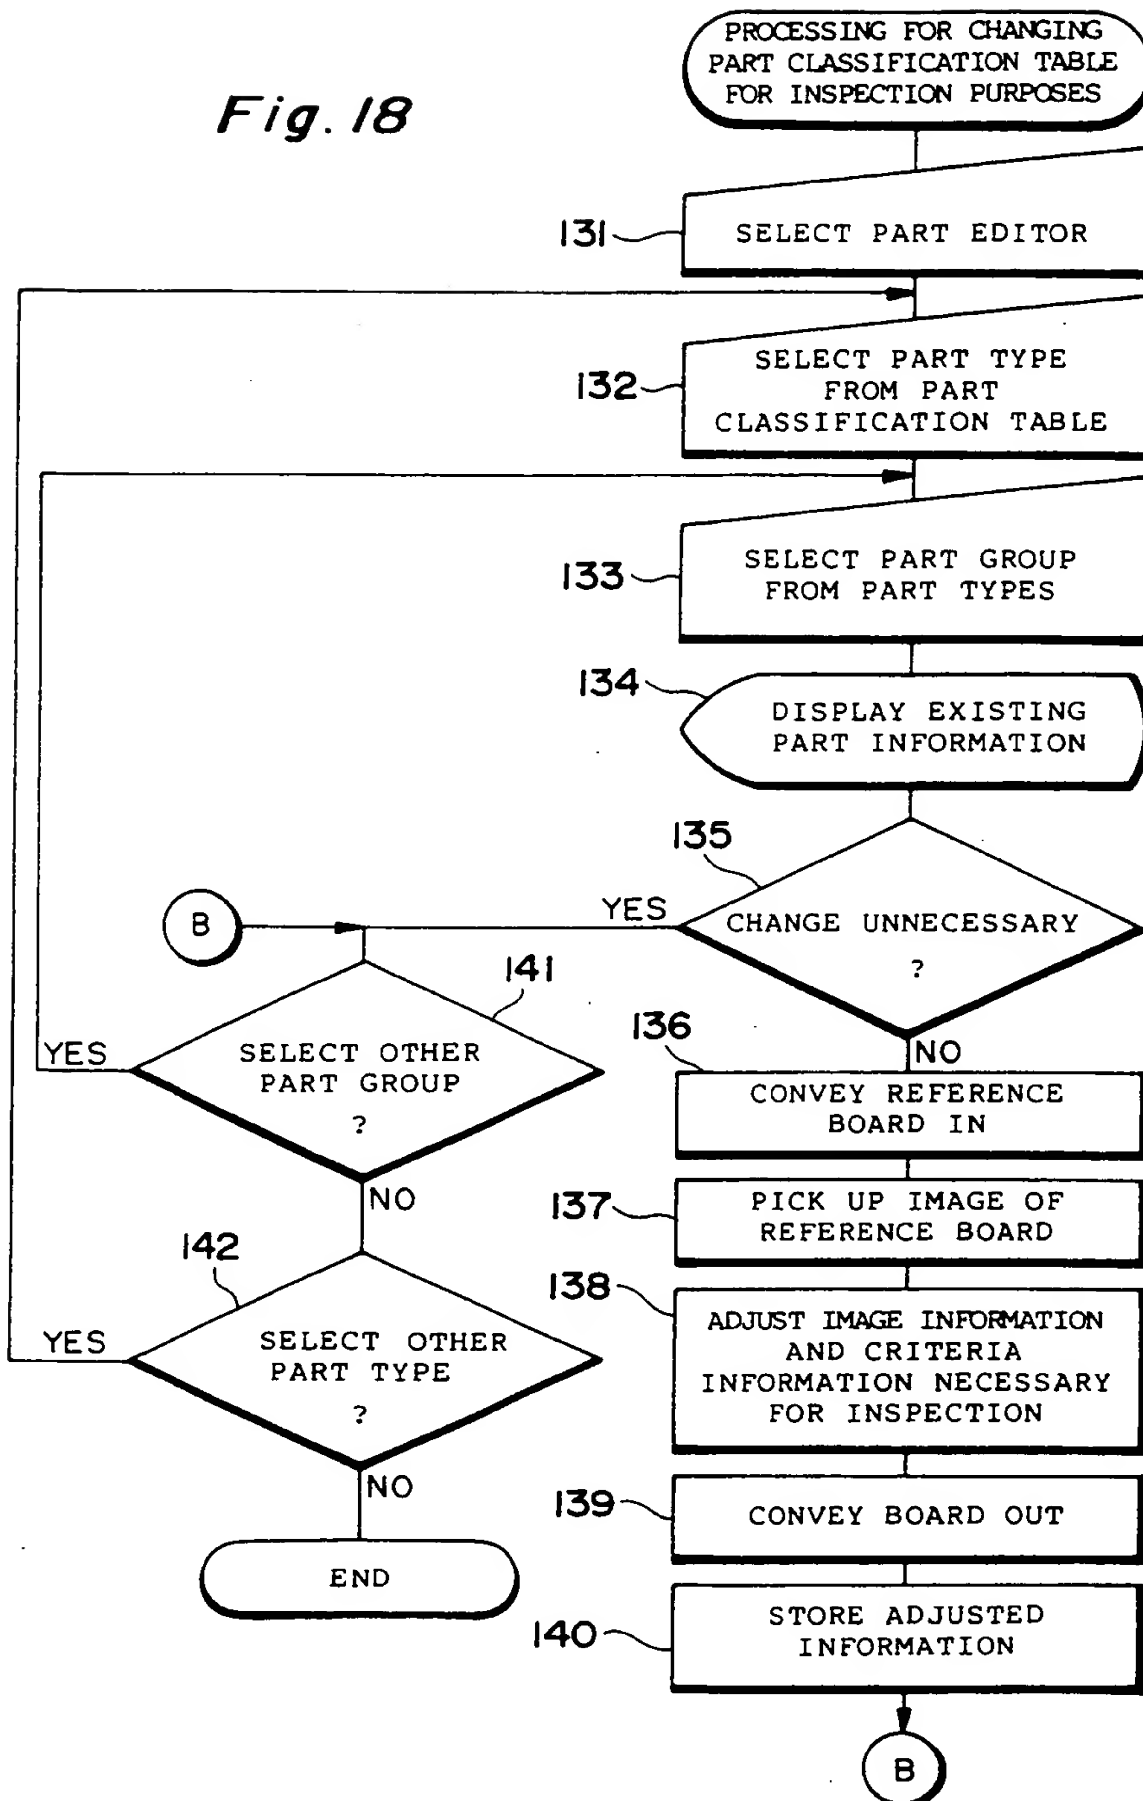 Fig. 18
PROCESSING FOR CHANGING
PART CLASSIFICATION TABLE
FOR INSPECTION PURPOSES
131
SELECT PART EDITOR
132
SELECT PART TYPE
FROM PART
CLASSIFICATION TABLE
133
SELECT PART GROUP
FROM PART TYPES
134
DISPLAY EXISTING
PART INFORMATION
135
CHANGE UNNECESSARY
?
YES
NO
B
141
SELECT OTHER
PART GROUP
?
YES
NO
142
SELECT OTHER
PART TYPE
?
YES
NO
END
136
CONVEY REFERENCE
BOARD IN
137
PICK UP IMAGE OF
REFERENCE BOARD
138
ADJUST IMAGE INFORMATION
AND CRITERIA
INFORMATION NECESSARY
FOR INSPECTION
139
CONVEY BOARD OUT
140
STORE ADJUSTED
INFORMATION
B